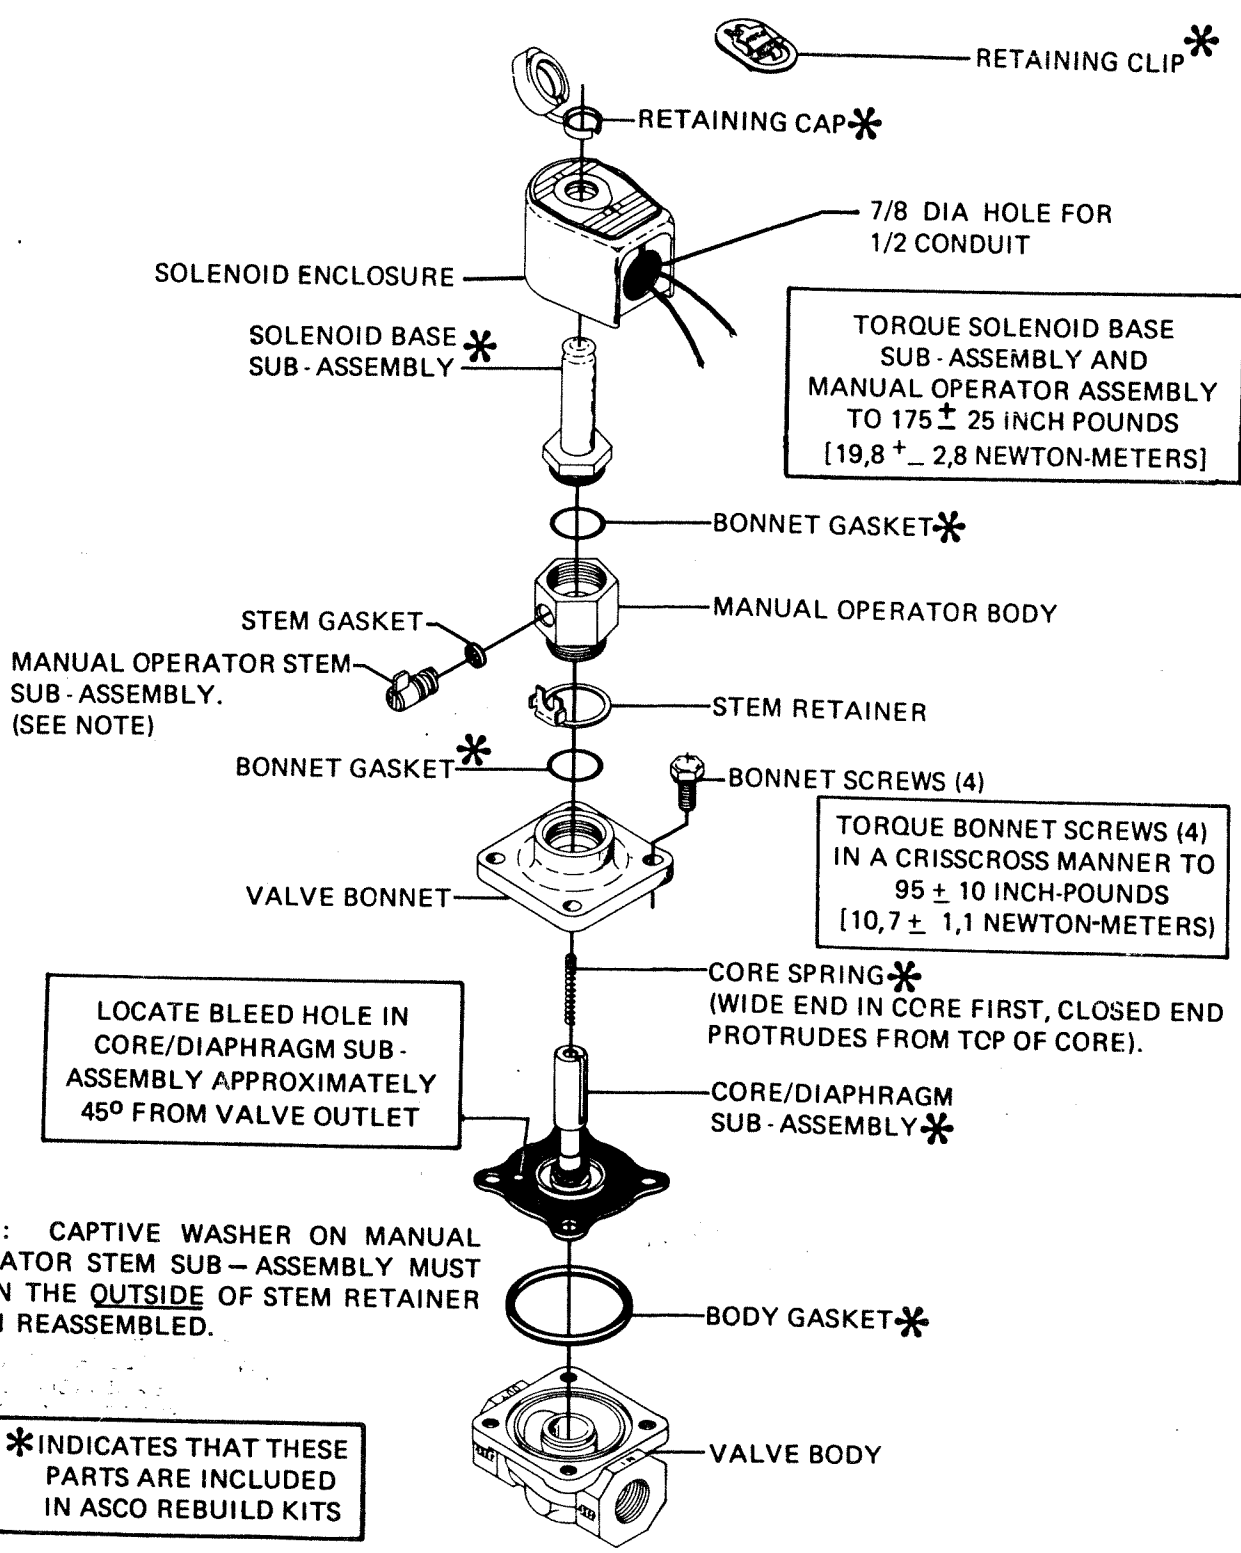 RETAINING CLIP*
RETAINING CAP*
7/8 DIA HOLE FOR
1/2 CONDUIT
SOLENOID ENCLOSURE
SOLENOID BASE
SUB-ASSEMBLY*
TORQUE SOLENOID BASE
SUB-ASSEMBLY AND
MANUAL OPERATOR ASSEMBLY
TO 175 ± 25 INCH POUNDS
[19,8 +_ 2,8 NEWTON-METERS]
BONNET GASKET*
MANUAL OPERATOR BODY
STEM GASKET
MANUAL OPERATOR STEM
SUB-ASSEMBLY.
(SEE NOTE)
STEM RETAINER
BONNET GASKET*
BONNET SCREWS (4)
TORQUE BONNET SCREWS (4)
IN A CRISSCROSS MANNER TO
95 ± 10 INCH-POUNDS
[10,7 ± 1,1 NEWTON-METERS)
VALVE BONNET
CORE SPRING*
(WIDE END IN CORE FIRST, CLOSED END
PROTRUDES FROM TOP OF CORE).
LOCATE BLEED HOLE IN
CORE/DIAPHRAGM SUB-
ASSEMBLY APPROXIMATELY
45° FROM VALVE OUTLET
CORE/DIAPHRAGM
SUB-ASSEMBLY*
: CAPTIVE WASHER ON MANUAL
ATOR STEM SUB–ASSEMBLY MUST
N THE OUTSIDE OF STEM RETAINER
REASSEMBLED.
BODY GASKET*
OUT
IN
VALVE BODY
*INDICATES THAT THESE
PARTS ARE INCLUDED
IN ASCO REBUILD KITS